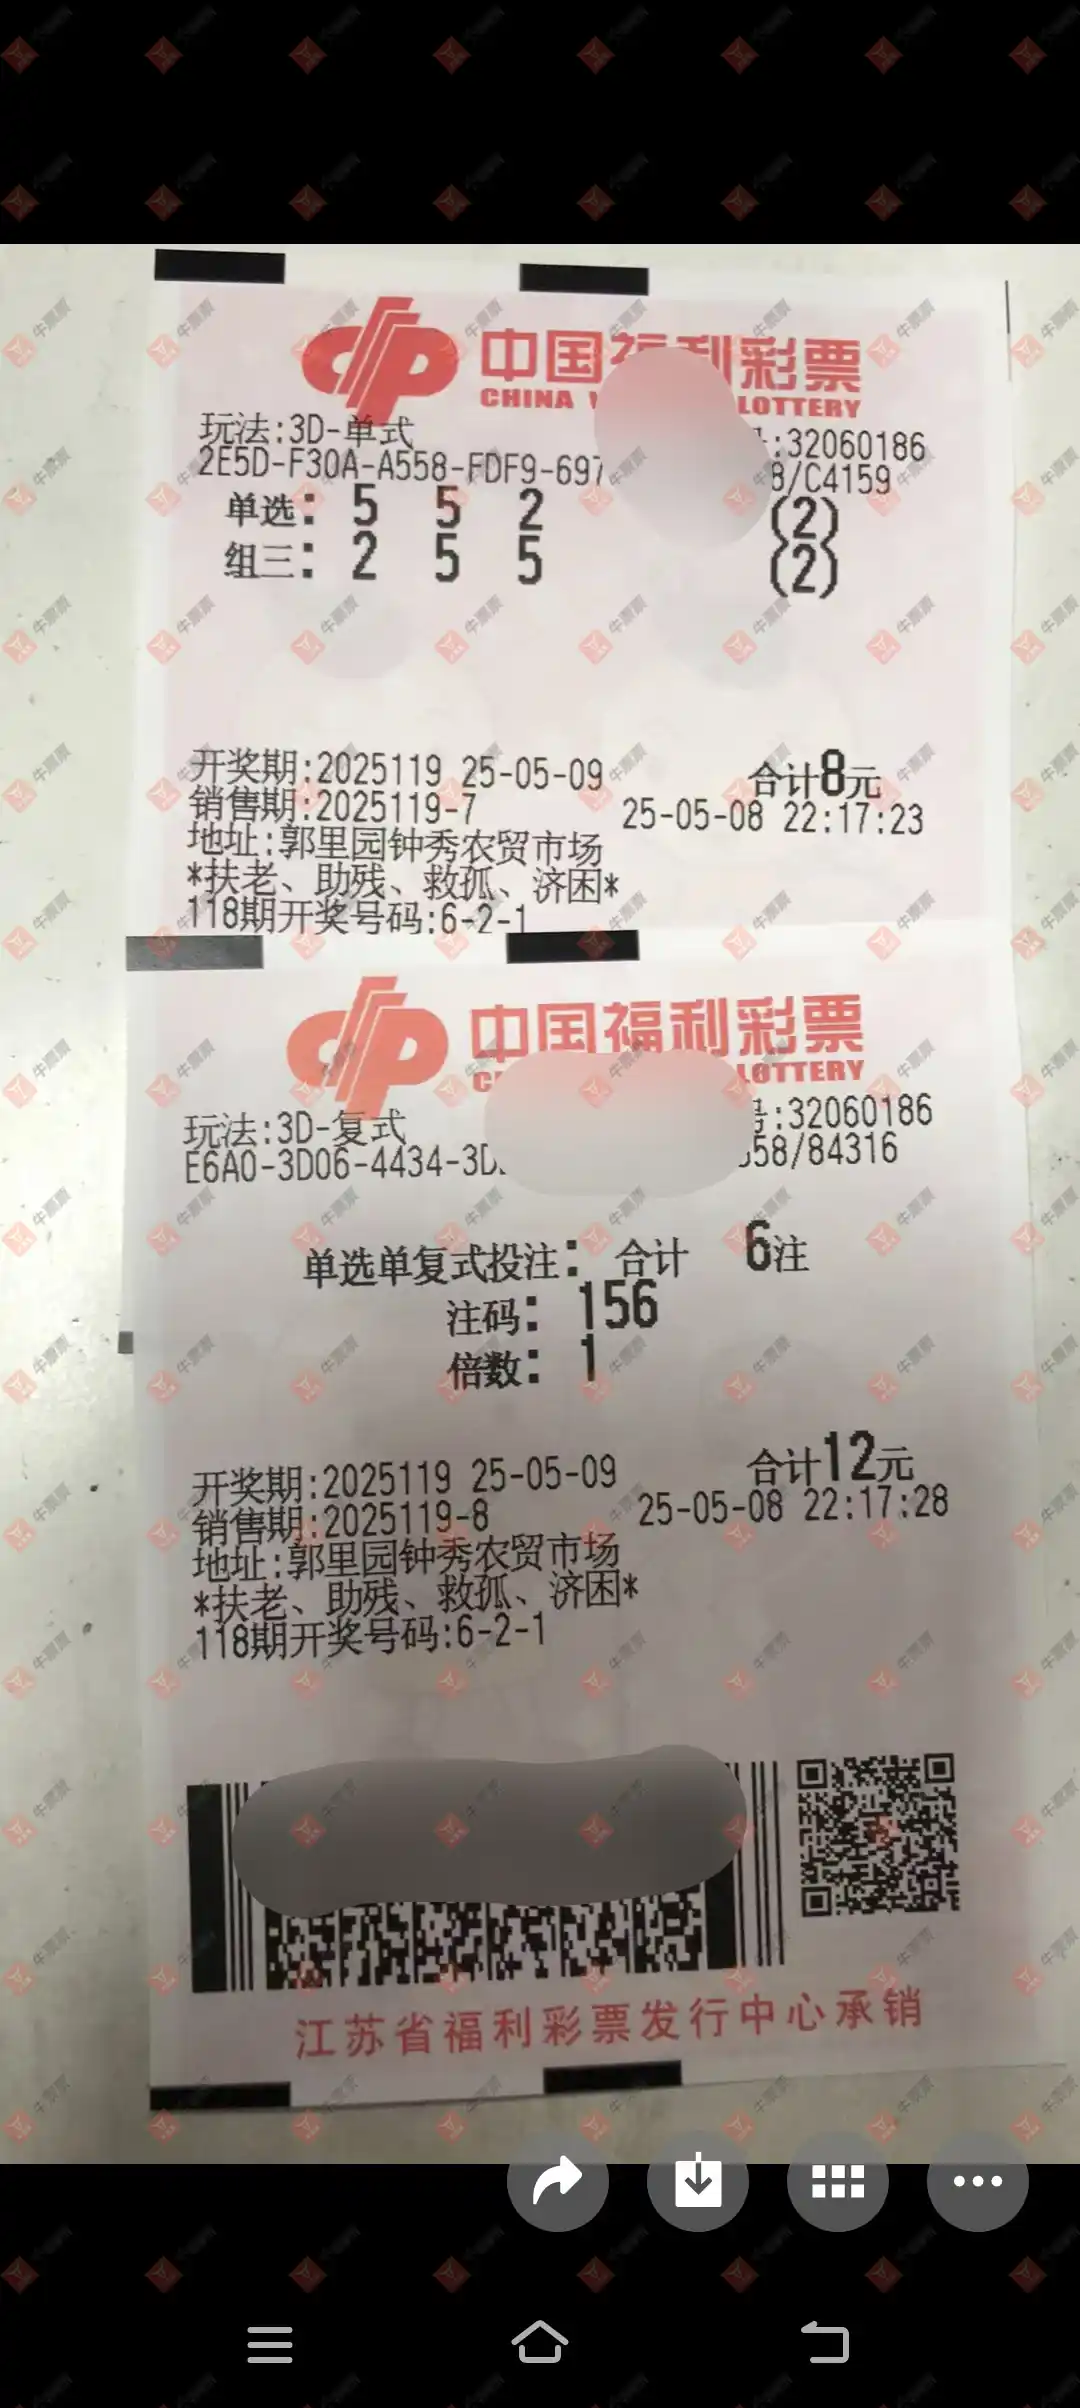 中国福利彩票
CHINA LOTTERY
玩法:3D-单式 :32060186
2E5D-F30A-A558-FDF9-697 8/C4159
单选: 5 5 2 (2)
组三: 2 5 5 (2)
开奖期:2025119 25-05-09 合计8元
销售期:2025119-7 25-05-08 22:17:23
地址:郭里园钟秀农贸市场
*扶老、助残、救孤、济困*
118期开奖号码:6-2-1
中国福利彩票
LOTTERY
玩法:3D-复式 号:32060186
E6A0-3D06-4434-3D 58/84316
单选单复式投注: 合计 6注
注码: 156
倍数: 1
开奖期:2025119 25-05-09 合计12元
销售期:2025119-8 25-05-08 22:17:28
地址:郭里园钟秀农贸市场
*扶老、助残、救孤、济困*
118期开奖号码:6-2-1
江苏省福利彩票发行中心承销
牛票票